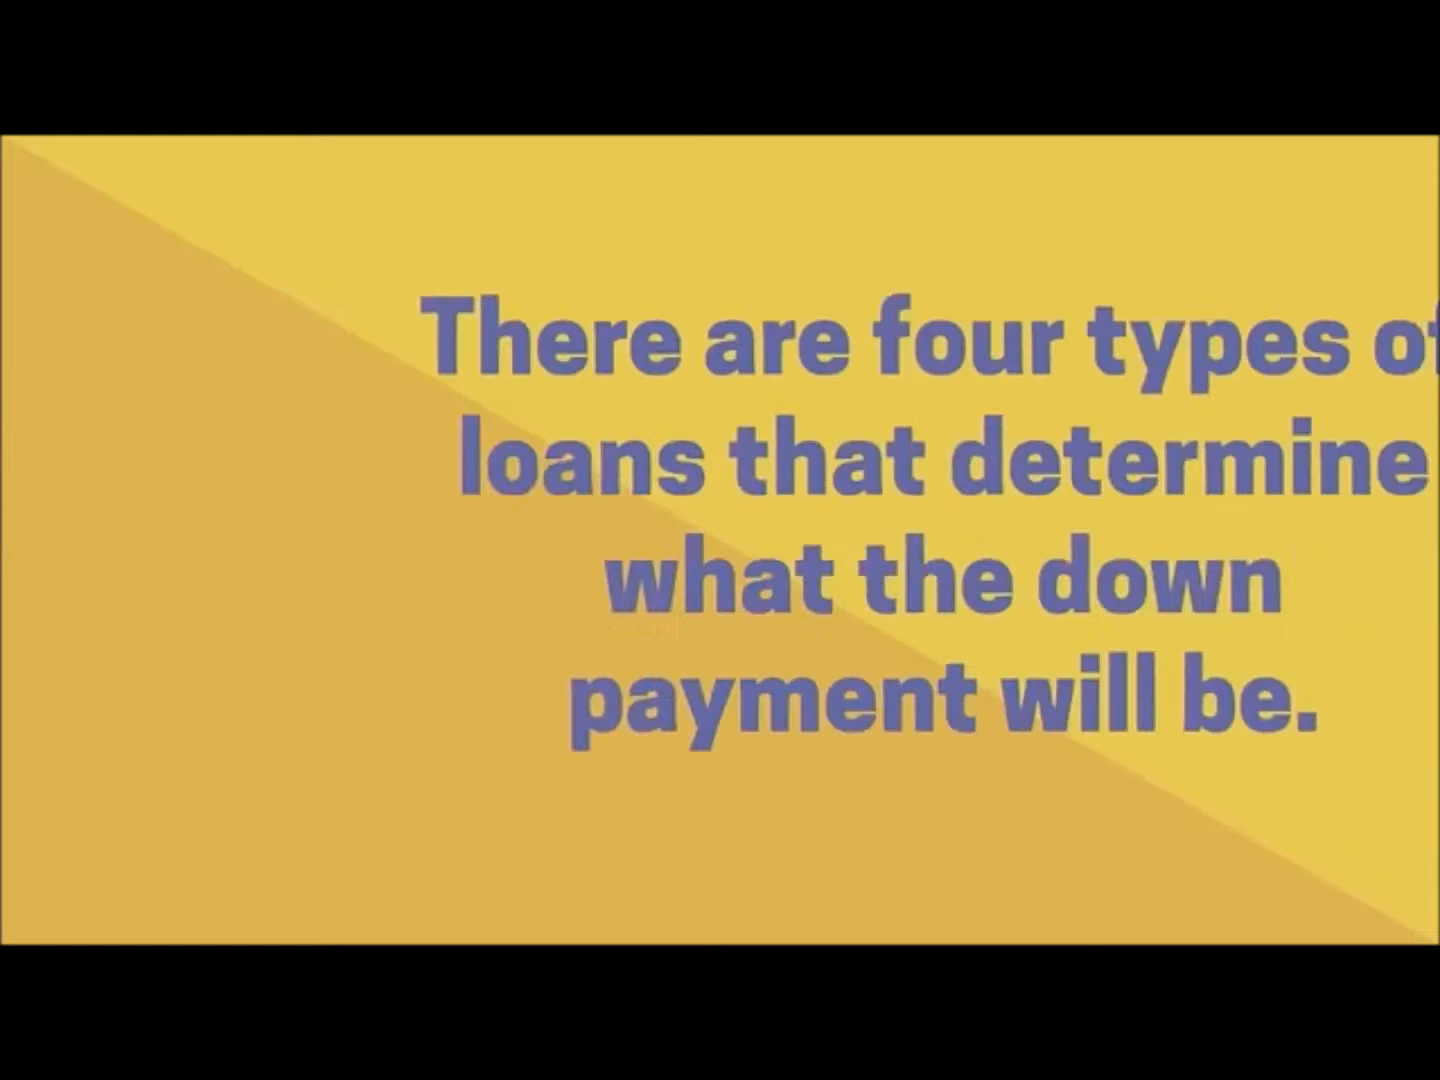 There are four types of
loans that determine
what the down
payment will be.